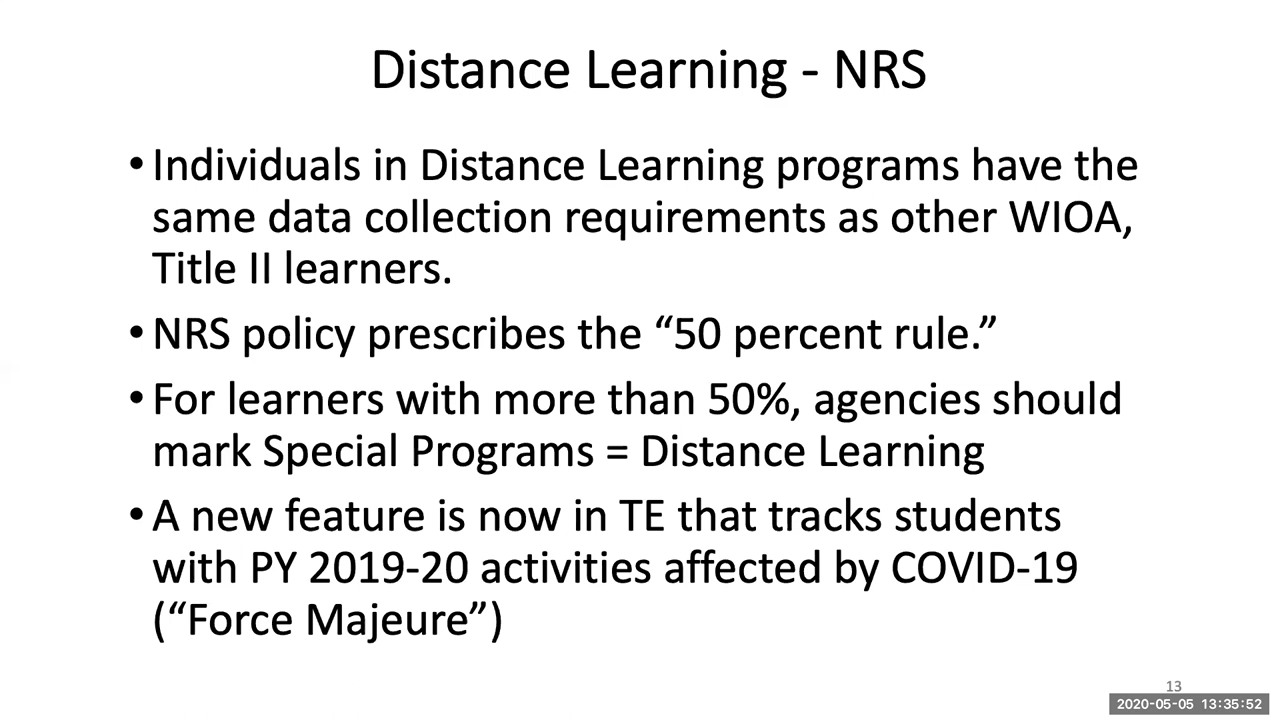 Distance Learning - NRS
•Individuals in Distance Learning programs have the
same data collection requirements as other WIOA,
Title II learners.
•NRS policy prescribes the “50 percent rule.”
•For learners with more than 50%, agencies should
mark Special Programs = Distance Learning
•A new feature is now in TE that tracks students
with PY 2019-20 activities affected by COVID-19
(“Force Majeure”)
13
2020-05-05 13:35:52